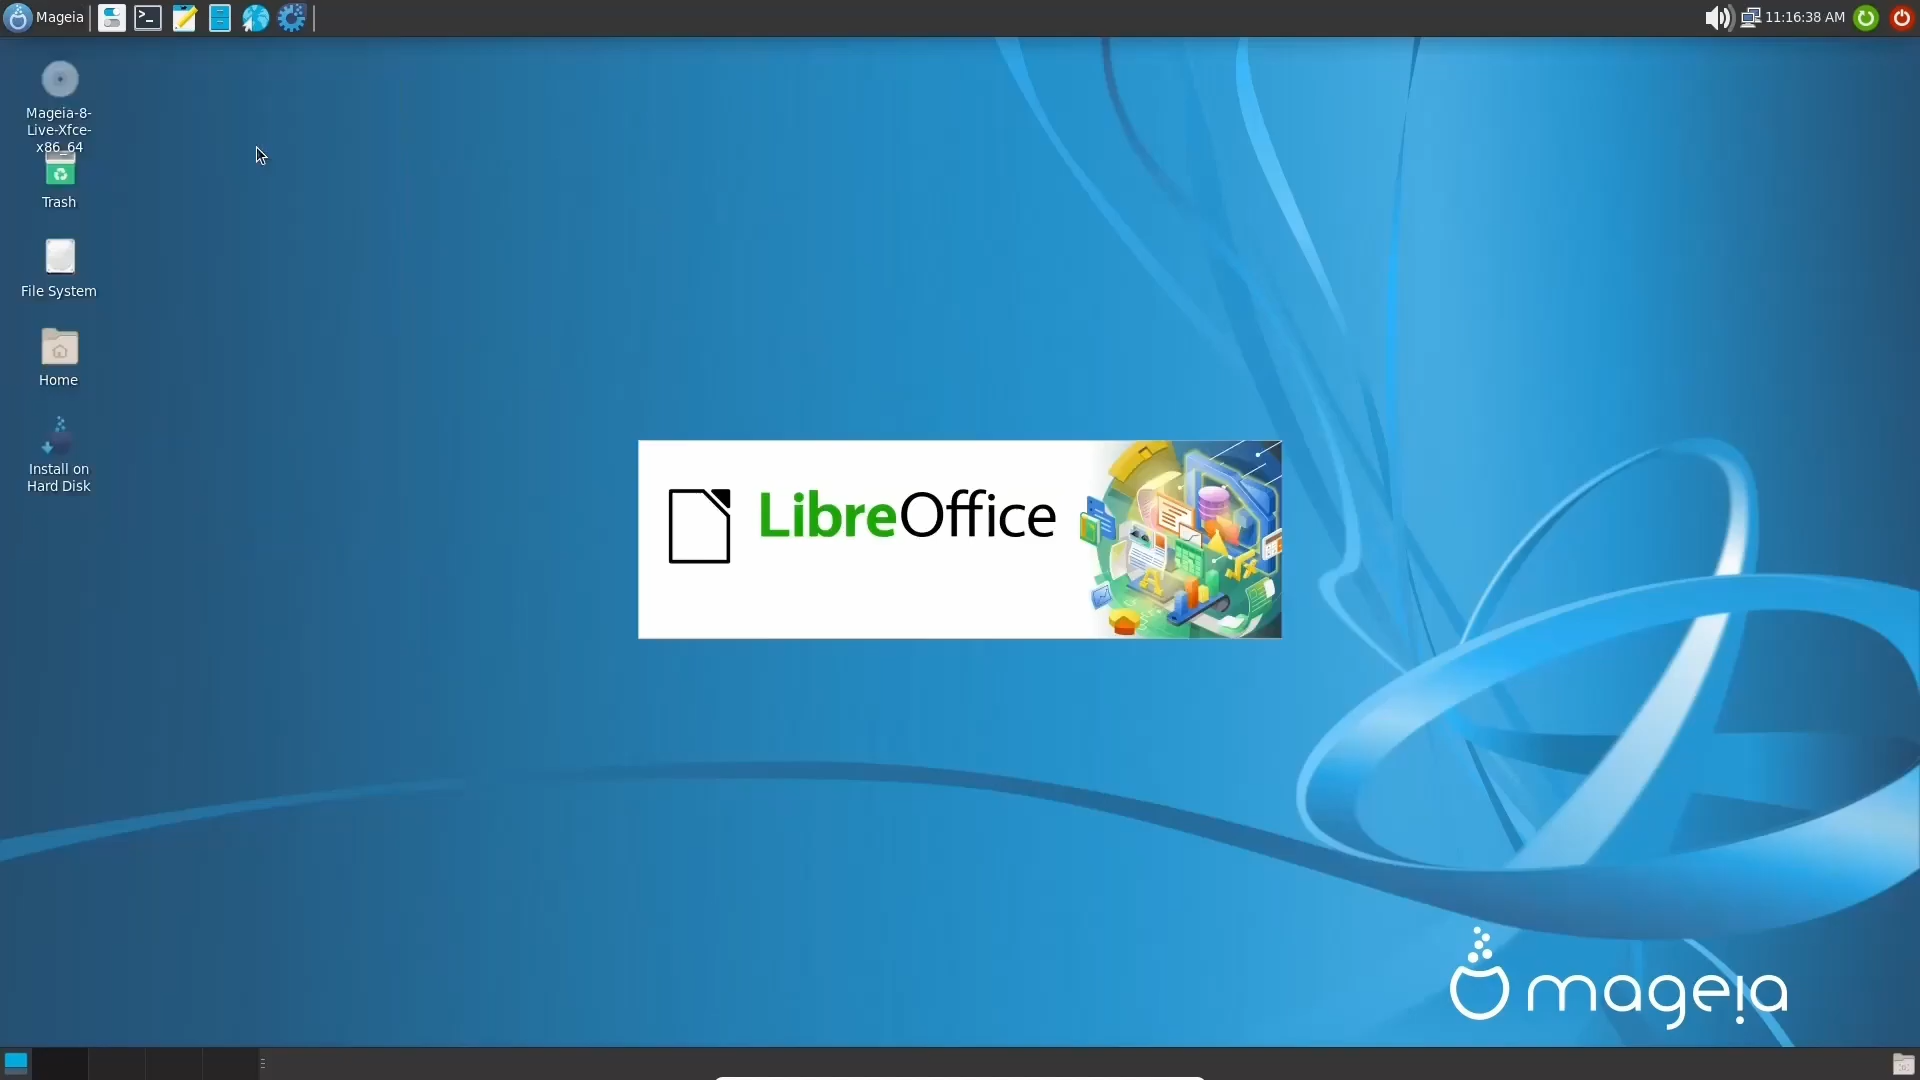 Mageia
11:16:38 AM
Mageia-8-
Live-Xfce-
x86_64
Trash
File System
Home
Install on
Hard Disk
LibreOffice
mageia